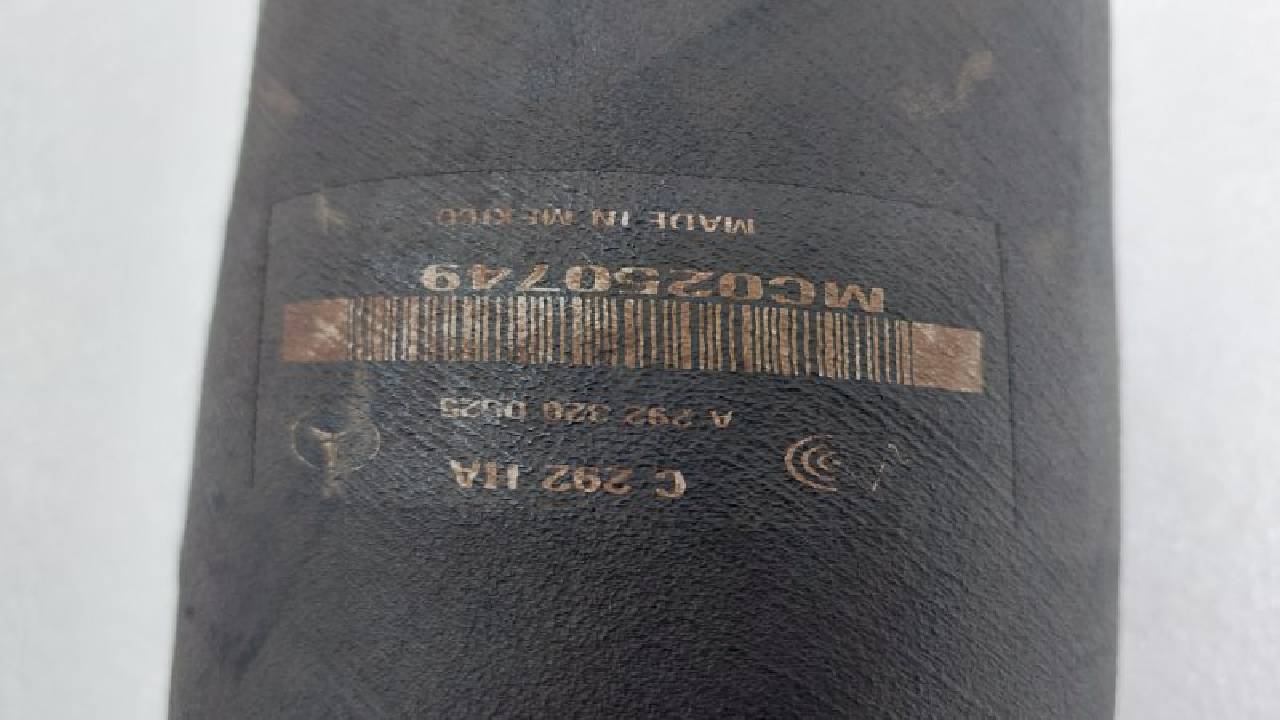 C 292 HA
A 292 320 0625
MC0250749
MADE IN MEXICO